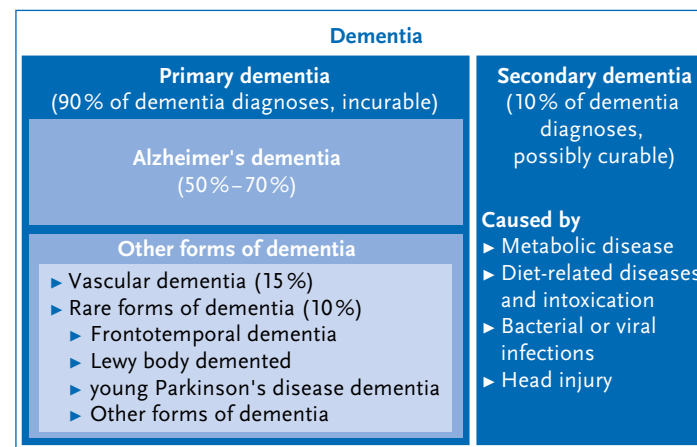 Dementia
Primary dementia
(90% of dementia diagnoses, incurable)
Alzheimer's dementia
(50%–70%)
Other forms of dementia
▸ Vascular dementia (15%)
▸ Rare forms of dementia (10%)
▸ Frontotemporal dementia
▸ Lewy body demented
▸ young Parkinson's disease dementia
▸ Other forms of dementia
Secondary dementia
(10% of dementia
diagnoses,
possibly curable)
Caused by
▸ Metabolic disease
▸ Diet-related diseases
and intoxication
▸ Bacterial or viral
infections
▸ Head injury